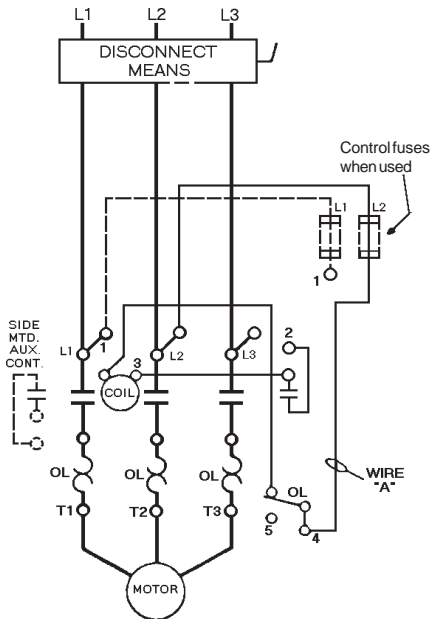 L1 L2 L3
DISCONNECT
MEANS
Control fuses
when used
L1 L2
1
SIDE
MTD.
AUX.
CONT.
1
L1 L2 L3
3
2
COIL
OL OL OL
OL
WIRE
"A"
T1 T2 T3
5 4
MOTOR